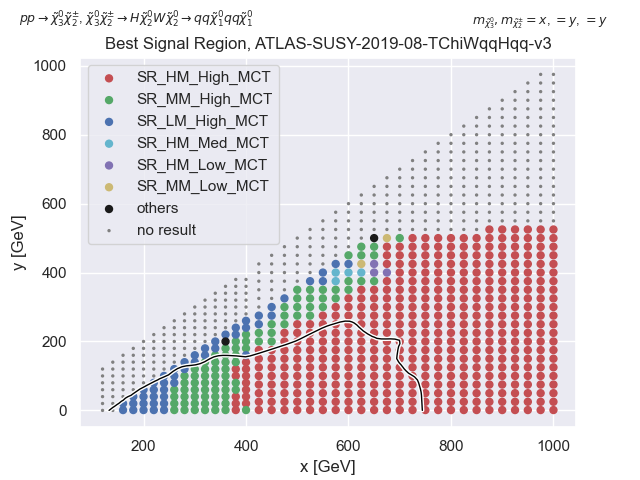 pp → χ̃⁰₃χ̃±₂, χ̃⁰₃χ̃±₂ → Hχ̃⁰₂Wχ̃⁰₂ → qqχ̃⁰₁qqχ̃⁰₁
m_χ̃⁰₃, m_χ̃±₂ = x, = y, = y
Best Signal Region, ATLAS-SUSY-2019-08-TChiWqqHqq-v3
SR_HM_High_MCT
SR_MM_High_MCT
SR_LM_High_MCT
SR_HM_Med_MCT
SR_HM_Low_MCT
SR_MM_Low_MCT
others
no result
y [GeV]
1000
800
600
400
200
0
200 400 600 800 1000
x [GeV]